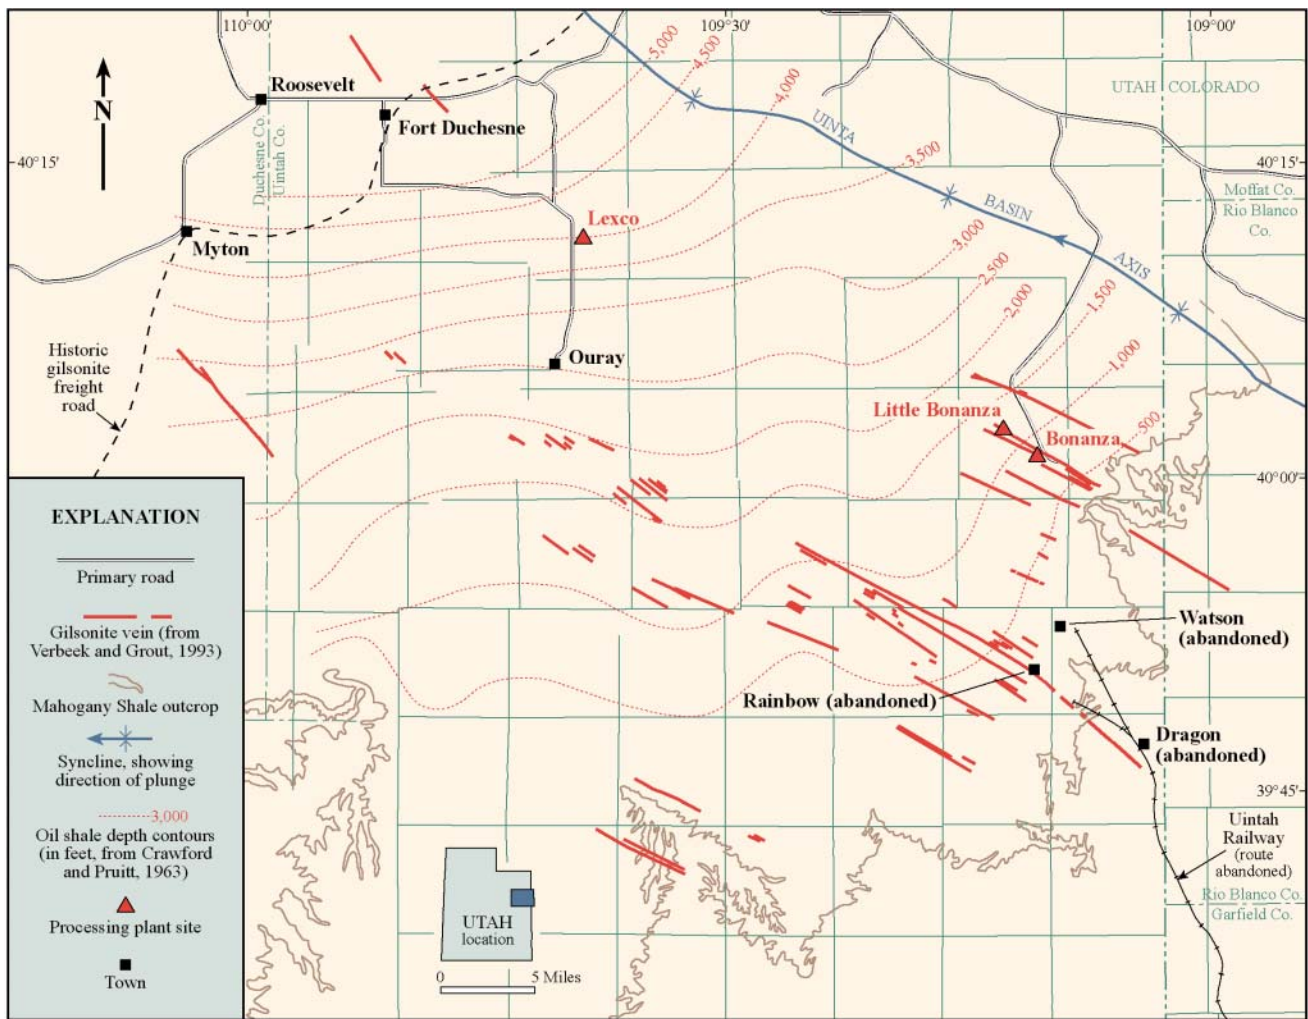 110°00'
109°30'
109°00'
5,000
4,500
4,000
3,500
3,000
2,500
2,000
1,500
1,000
500
Roosevelt
N
Fort Duchesne
Duchesne Co.
Uintah Co.
UINTA
BASIN
AXIS
UTAH
COLORADO
40°15'
40°15'
Moffat Co.
Rio Blanco
Co.
Lexco
Myton
Ouray
Historic
gilsonite
freight
road
Little Bonanza
Bonanza
40°00'
Watson
(abandoned)
Rainbow (abandoned)
Dragon
(abandoned)
39°45'
Uintah
Railway
(route
abandoned)
Rio Blanco Co.
Garfield Co.
EXPLANATION
Primary road
Gilsonite vein (from
Verbeek and Grout, 1993)
Mahogany Shale outcrop
Syncline, showing
direction of plunge
3,000
Oil shale depth contours
(in feet, from Crawford
and Pruitt, 1963)
Processing plant site
Town
UTAH
location
0
5 Miles